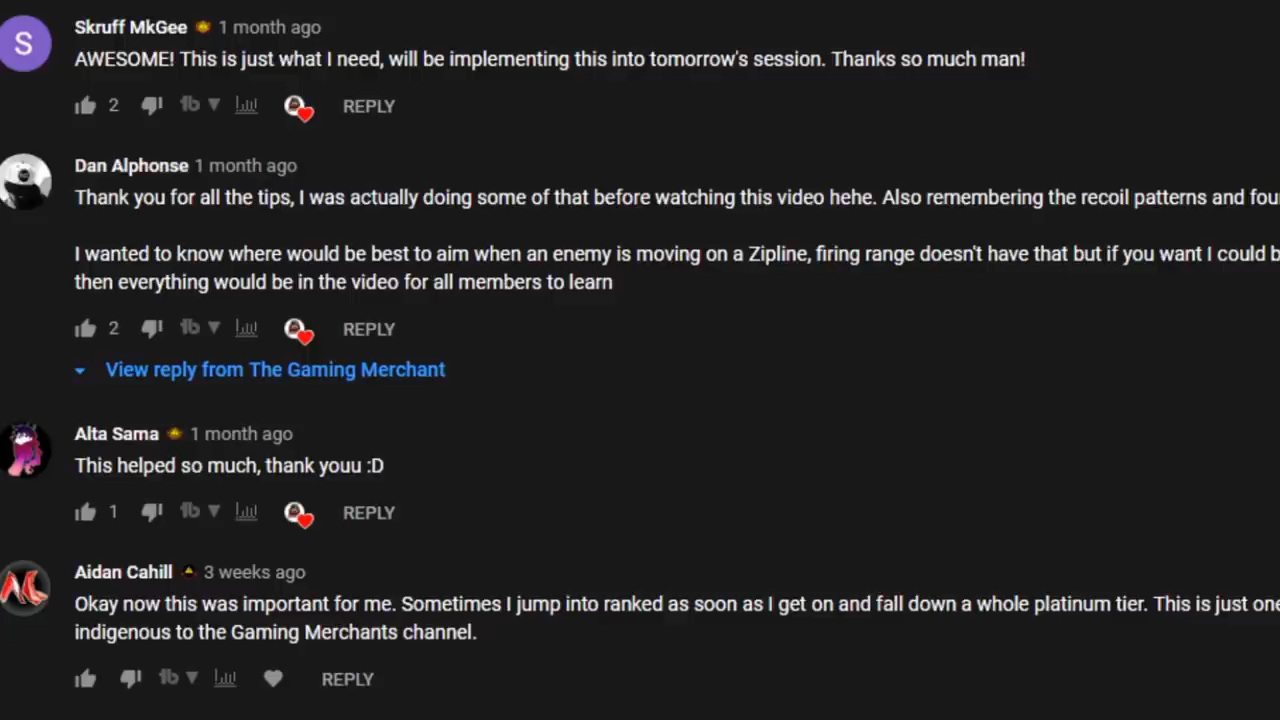 S
Skruff MkGee 1 month ago
AWESOME! This is just what I need, will be implementing this into tomorrow's session. Thanks so much man!
2 tb REPLY
Dan Alphonse 1 month ago
Thank you for all the tips, I was actually doing some of that before watching this video hehe. Also remembering the recoil patterns and
I wanted to know where would be best to aim when an enemy is moving on a Zipline, firing range doesn't have that but if you want I could
then everything would be in the video for all members to learn
2 tb REPLY
View reply from The Gaming Merchant
Alta Sama 1 month ago
This helped so much, thank youu :D
1 tb REPLY
Aidan Cahill 3 weeks ago
Okay now this was important for me. Sometimes I jump into ranked as soon as I get on and fall down a whole platinum tier. This is just
indigenous to the Gaming Merchants channel.
tb REPLY